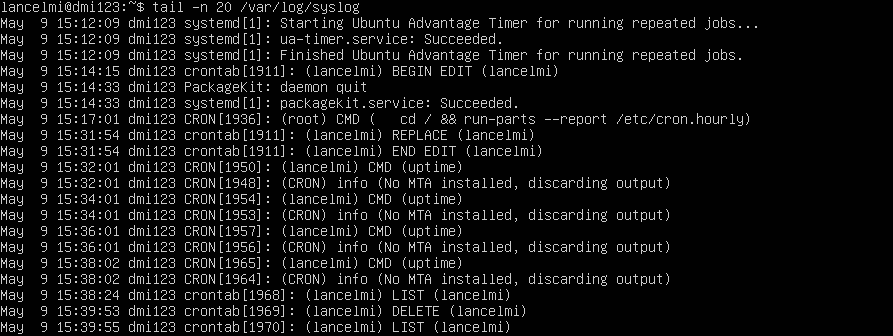 lancelmi@dmi123:~$ tail -n 20 /var/log/syslog
May  9 15:12:09 dmi123 systemd[1]: Starting Ubuntu Advantage Timer for running repeated jobs...
May  9 15:12:09 dmi123 systemd[1]: ua-timer.service: Succeeded.
May  9 15:12:09 dmi123 systemd[1]: Finished Ubuntu Advantage Timer for running repeated jobs.
May  9 15:14:15 dmi123 crontab[1911]: (lancelmi) BEGIN EDIT (lancelmi)
May  9 15:14:33 dmi123 PackageKit: daemon quit
May  9 15:14:33 dmi123 systemd[1]: packagekit.service: Succeeded.
May  9 15:17:01 dmi123 CRON[1936]: (root) CMD (   cd / && run-parts --report /etc/cron.hourly)
May  9 15:31:54 dmi123 crontab[1911]: (lancelmi) REPLACE (lancelmi)
May  9 15:31:54 dmi123 crontab[1911]: (lancelmi) END EDIT (lancelmi)
May  9 15:32:01 dmi123 CRON[1950]: (lancelmi) CMD (uptime)
May  9 15:32:01 dmi123 CRON[1948]: (CRON) info (No MTA installed, discarding output)
May  9 15:34:01 dmi123 CRON[1954]: (lancelmi) CMD (uptime)
May  9 15:34:01 dmi123 CRON[1953]: (CRON) info (No MTA installed, discarding output)
May  9 15:36:01 dmi123 CRON[1957]: (lancelmi) CMD (uptime)
May  9 15:36:01 dmi123 CRON[1956]: (CRON) info (No MTA installed, discarding output)
May  9 15:38:02 dmi123 CRON[1965]: (lancelmi) CMD (uptime)
May  9 15:38:02 dmi123 CRON[1964]: (CRON) info (No MTA installed, discarding output)
May  9 15:38:24 dmi123 crontab[1968]: (lancelmi) LIST (lancelmi)
May  9 15:39:53 dmi123 crontab[1969]: (lancelmi) DELETE (lancelmi)
May  9 15:39:55 dmi123 crontab[1970]: (lancelmi) LIST (lancelmi)